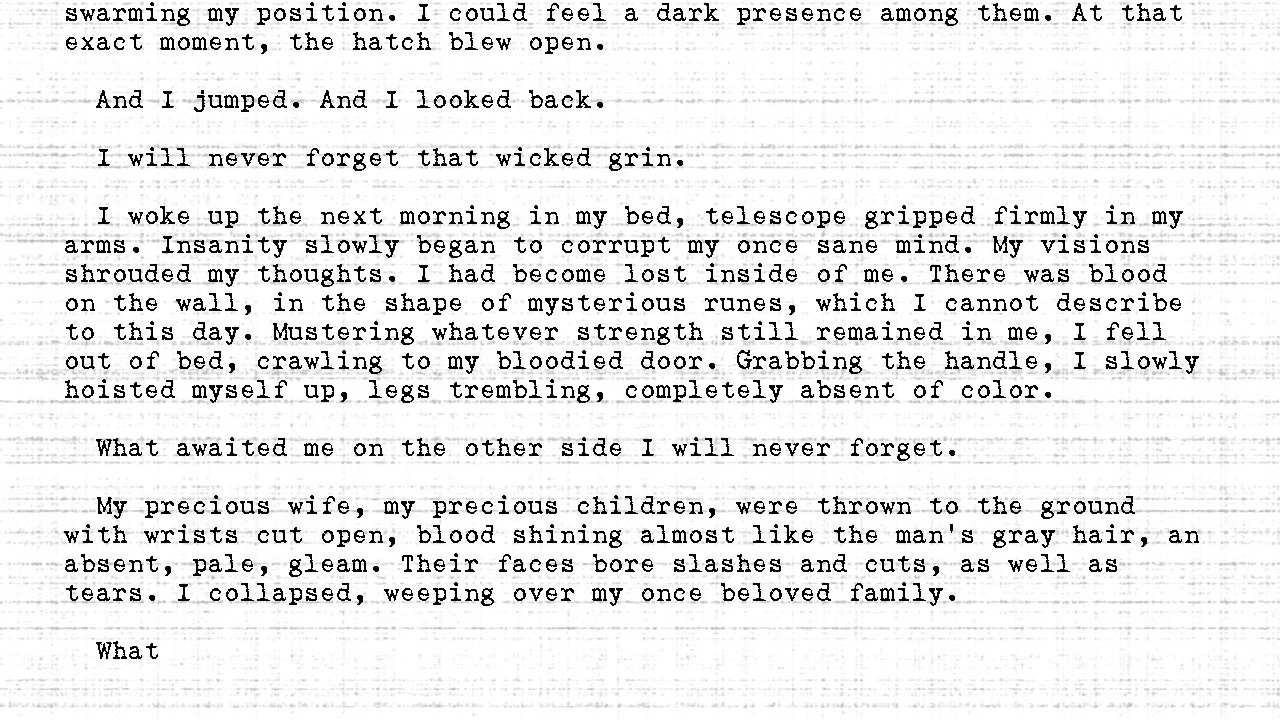 swarming my position. I could feel a dark presence among them. At that
exact moment, the hatch blew open.
And I jumped. And I looked back.
I will never forget that wicked grin.
I woke up the next morning in my bed, telescope gripped firmly in my
arms. Insanity slowly began to corrupt my once sane mind. My visions
shrouded my thoughts. I had become lost inside of me. There was blood
on the wall, in the shape of mysterious runes, which I cannot describe
to this day. Mustering whatever strength still remained in me, I fell
out of bed, crawling to my bloodied door. Grabbing the handle, I slowly
hoisted myself up, legs trembling, completely absent of color.
What awaited me on the other side I will never forget.
My precious wife, my precious children, were thrown to the ground
with wrists cut open, blood shining almost like the man's gray hair, an
absent, pale, gleam. Their faces bore slashes and cuts, as well as
tears. I collapsed, weeping over my once beloved family.
What